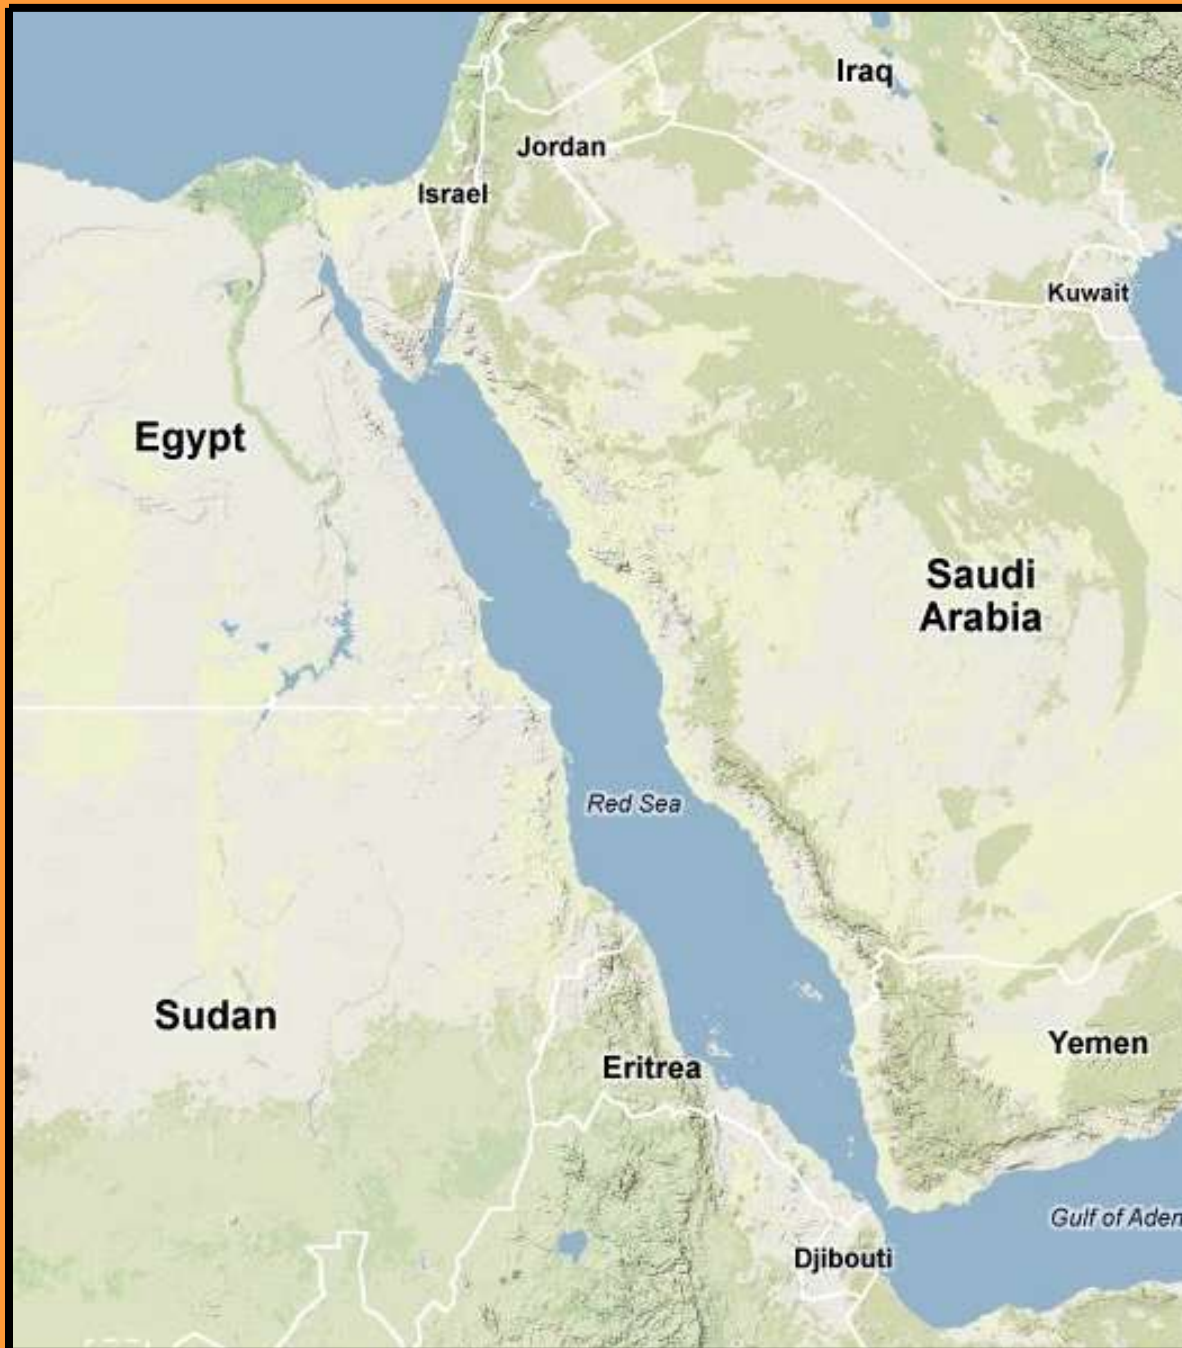 Iraq
Jordan
Israel
Kuwait
Egypt
Saudi
Arabia
Red Sea
Sudan
Yemen
Eritrea
Gulf of Aden
Djibouti